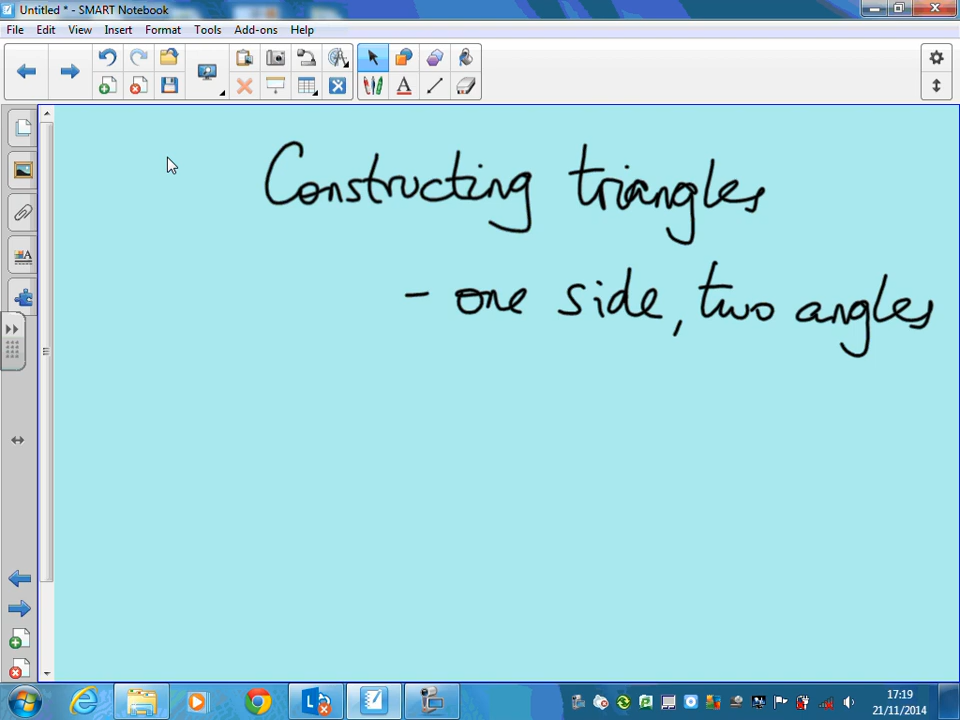 Untitled * - SMART Notebook
File Edit View Insert Format Tools Add-ons Help
Constructing triangles
- one side, two angles
17:19
21/11/2014